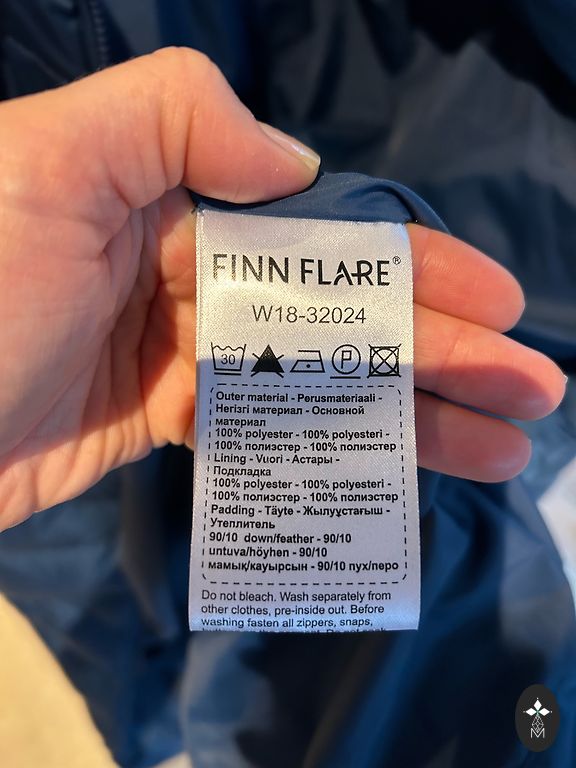 FINN FLARE®
W18-32024
30
P
Outer material - Perusmateriaali -
Негізгі материал - Основной
материал
100% polyester - 100% polyesteri -
100% полиэстер - 100% полиэстер
Lining - Vuori - Астары -
Подкладка
100% polyester - 100% polyesteri -
100% полиэстер - 100% полиэстер
Padding - Täyte - Жылуұстағыш -
Утеплитель
90/10 down/feather - 90/10
untuva/höyhen - 90/10
мамық/қауырсын - 90/10 пух/перо
Do not bleach. Wash separately from
other clothes, pre-inside out. Before
washing fasten all zippers, snaps,
M